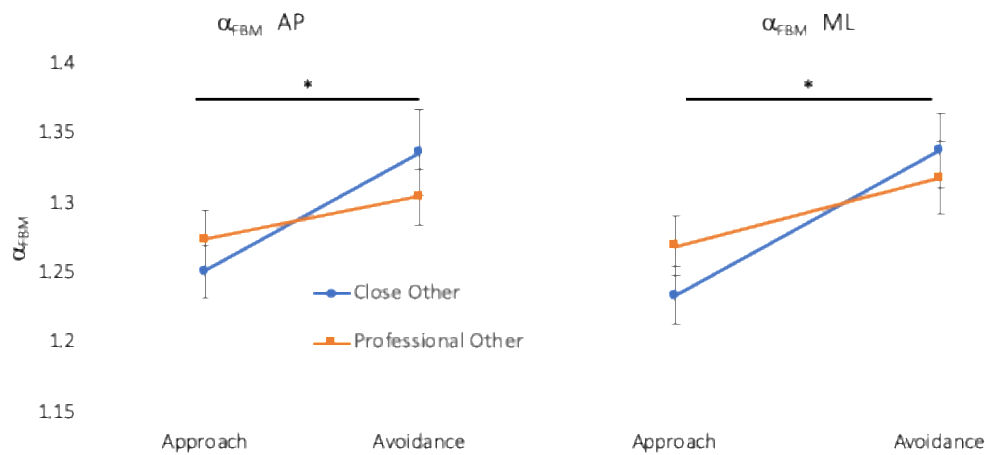 αFBM AP
αFBM ML
1.4
*
*
1.35
1.3
αFBM
1.25
Close Other
1.2
Professional Other
1.15
Approach
Avoidance
Approach
Avoidance